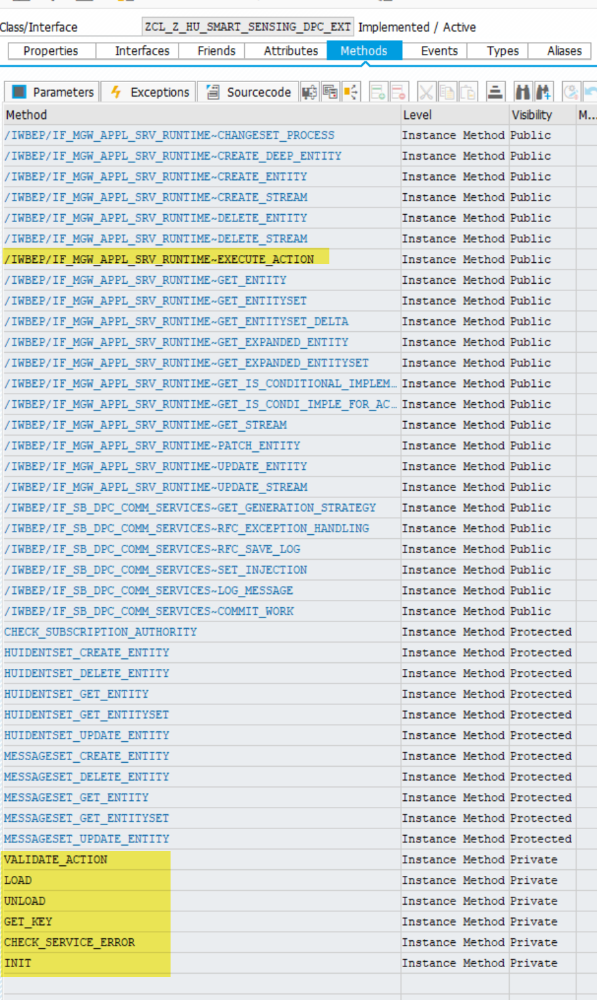 Class/Interface ZCL_Z_HU_SMART_SENSING_DPC_EXT Implemented / Active
Properties Interfaces Friends Attributes Methods Events Types Aliases
Parameters Exceptions Sourcecode
Method Level Visibility M...
/IWBEP/IF_MGW_APPL_SRV_RUNTIME~CHANGESET_PROCESS Instance Method Public
/IWBEP/IF_MGW_APPL_SRV_RUNTIME~CREATE_DEEP_ENTITY Instance Method Public
/IWBEP/IF_MGW_APPL_SRV_RUNTIME~CREATE_ENTITY Instance Method Public
/IWBEP/IF_MGW_APPL_SRV_RUNTIME~CREATE_STREAM Instance Method Public
/IWBEP/IF_MGW_APPL_SRV_RUNTIME~DELETE_ENTITY Instance Method Public
/IWBEP/IF_MGW_APPL_SRV_RUNTIME~DELETE_STREAM Instance Method Public
/IWBEP/IF_MGW_APPL_SRV_RUNTIME~EXECUTE_ACTION Instance Method Public
/IWBEP/IF_MGW_APPL_SRV_RUNTIME~GET_ENTITY Instance Method Public
/IWBEP/IF_MGW_APPL_SRV_RUNTIME~GET_ENTITYSET Instance Method Public
/IWBEP/IF_MGW_APPL_SRV_RUNTIME~GET_ENTITYSET_DELTA Instance Method Public
/IWBEP/IF_MGW_APPL_SRV_RUNTIME~GET_EXPANDED_ENTITY Instance Method Public
/IWBEP/IF_MGW_APPL_SRV_RUNTIME~GET_EXPANDED_ENTITYSET Instance Method Public
/IWBEP/IF_MGW_APPL_SRV_RUNTIME~GET_IS_CONDITIONAL_IMPLEM... Instance Method Public
/IWBEP/IF_MGW_APPL_SRV_RUNTIME~GET_IS_CONDI_IMPLE_FOR_AC... Instance Method Public
/IWBEP/IF_MGW_APPL_SRV_RUNTIME~GET_STREAM Instance Method Public
/IWBEP/IF_MGW_APPL_SRV_RUNTIME~PATCH_ENTITY Instance Method Public
/IWBEP/IF_MGW_APPL_SRV_RUNTIME~UPDATE_ENTITY Instance Method Public
/IWBEP/IF_MGW_APPL_SRV_RUNTIME~UPDATE_STREAM Instance Method Public
/IWBEP/IF_SB_DPC_COMM_SERVICES~GET_GENERATION_STRATEGY Instance Method Public
/IWBEP/IF_SB_DPC_COMM_SERVICES~RFC_EXCEPTION_HANDLING Instance Method Public
/IWBEP/IF_SB_DPC_COMM_SERVICES~RFC_SAVE_LOG Instance Method Public
/IWBEP/IF_SB_DPC_COMM_SERVICES~SET_INJECTION Instance Method Public
/IWBEP/IF_SB_DPC_COMM_SERVICES~LOG_MESSAGE Instance Method Public
/IWBEP/IF_SB_DPC_COMM_SERVICES~COMMIT_WORK Instance Method Public
CHECK_SUBSCRIPTION_AUTHORITY Instance Method Protected
HUIDENTSET_CREATE_ENTITY Instance Method Protected
HUIDENTSET_DELETE_ENTITY Instance Method Protected
HUIDENTSET_GET_ENTITY Instance Method Protected
HUIDENTSET_GET_ENTITYSET Instance Method Protected
HUIDENTSET_UPDATE_ENTITY Instance Method Protected
MESSAGESET_CREATE_ENTITY Instance Method Protected
MESSAGESET_DELETE_ENTITY Instance Method Protected
MESSAGESET_GET_ENTITY Instance Method Protected
MESSAGESET_GET_ENTITYSET Instance Method Protected
MESSAGESET_UPDATE_ENTITY Instance Method Protected
VALIDATE_ACTION Instance Method Private
LOAD Instance Method Private
UNLOAD Instance Method Private
GET_KEY Instance Method Private
CHECK_SERVICE_ERROR Instance Method Private
INIT Instance Method Private